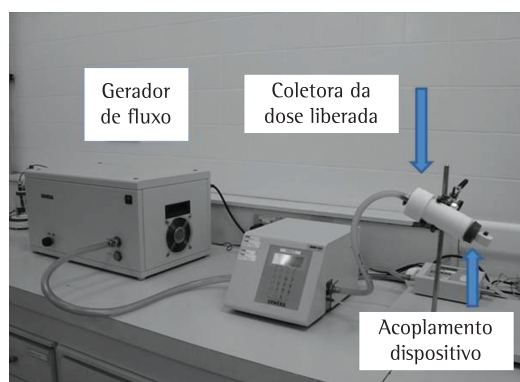 Gerador
de fluxo
Coletora da
dose liberada
Acoplamento
dispositivo